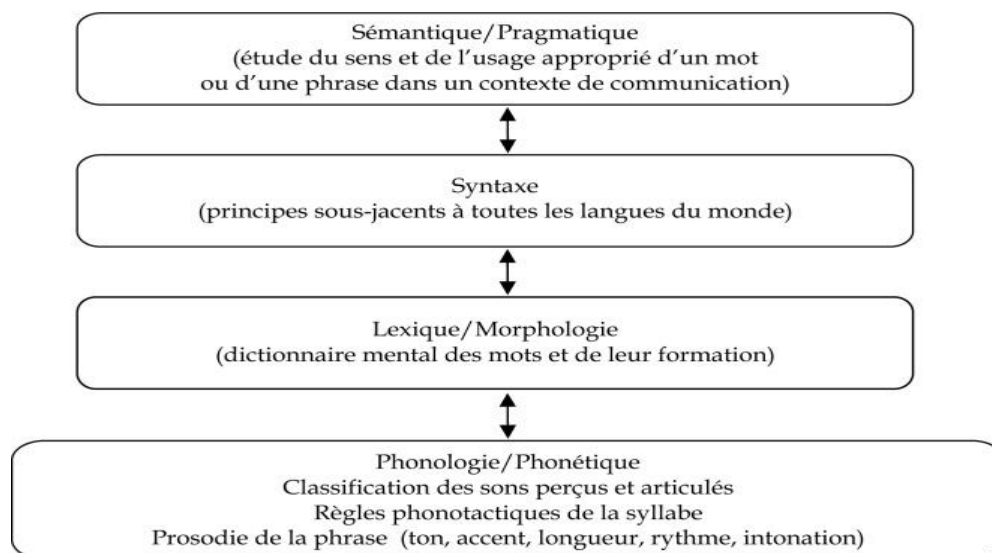 Sémantique/Pragmatique
(étude du sens et de l'usage approprié d'un mot
ou d'une phrase dans un contexte de communication)
Syntaxe
(principes sous-jacents à toutes les langues du monde)
Lexique/Morphologie
(dictionnaire mental des mots et de leur formation)
Phonologie/Phonétique
Classification des sons perçus et articulés
Règles phonotactiques de la syllabe
Prosodie de la phrase (ton, accent, longueur, rythme, intonation)